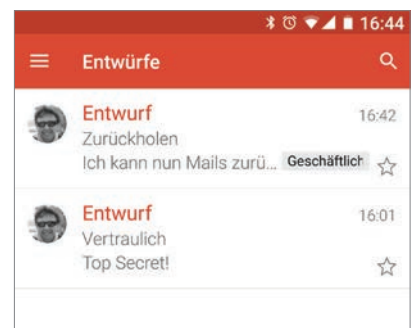 16:44
Entwürfe
Entwurf 16:42
Zurückholen
Ich kann nun Mails zurü... Geschäftlich
Entwurf 16:01
Vertraulich
Top Secret!